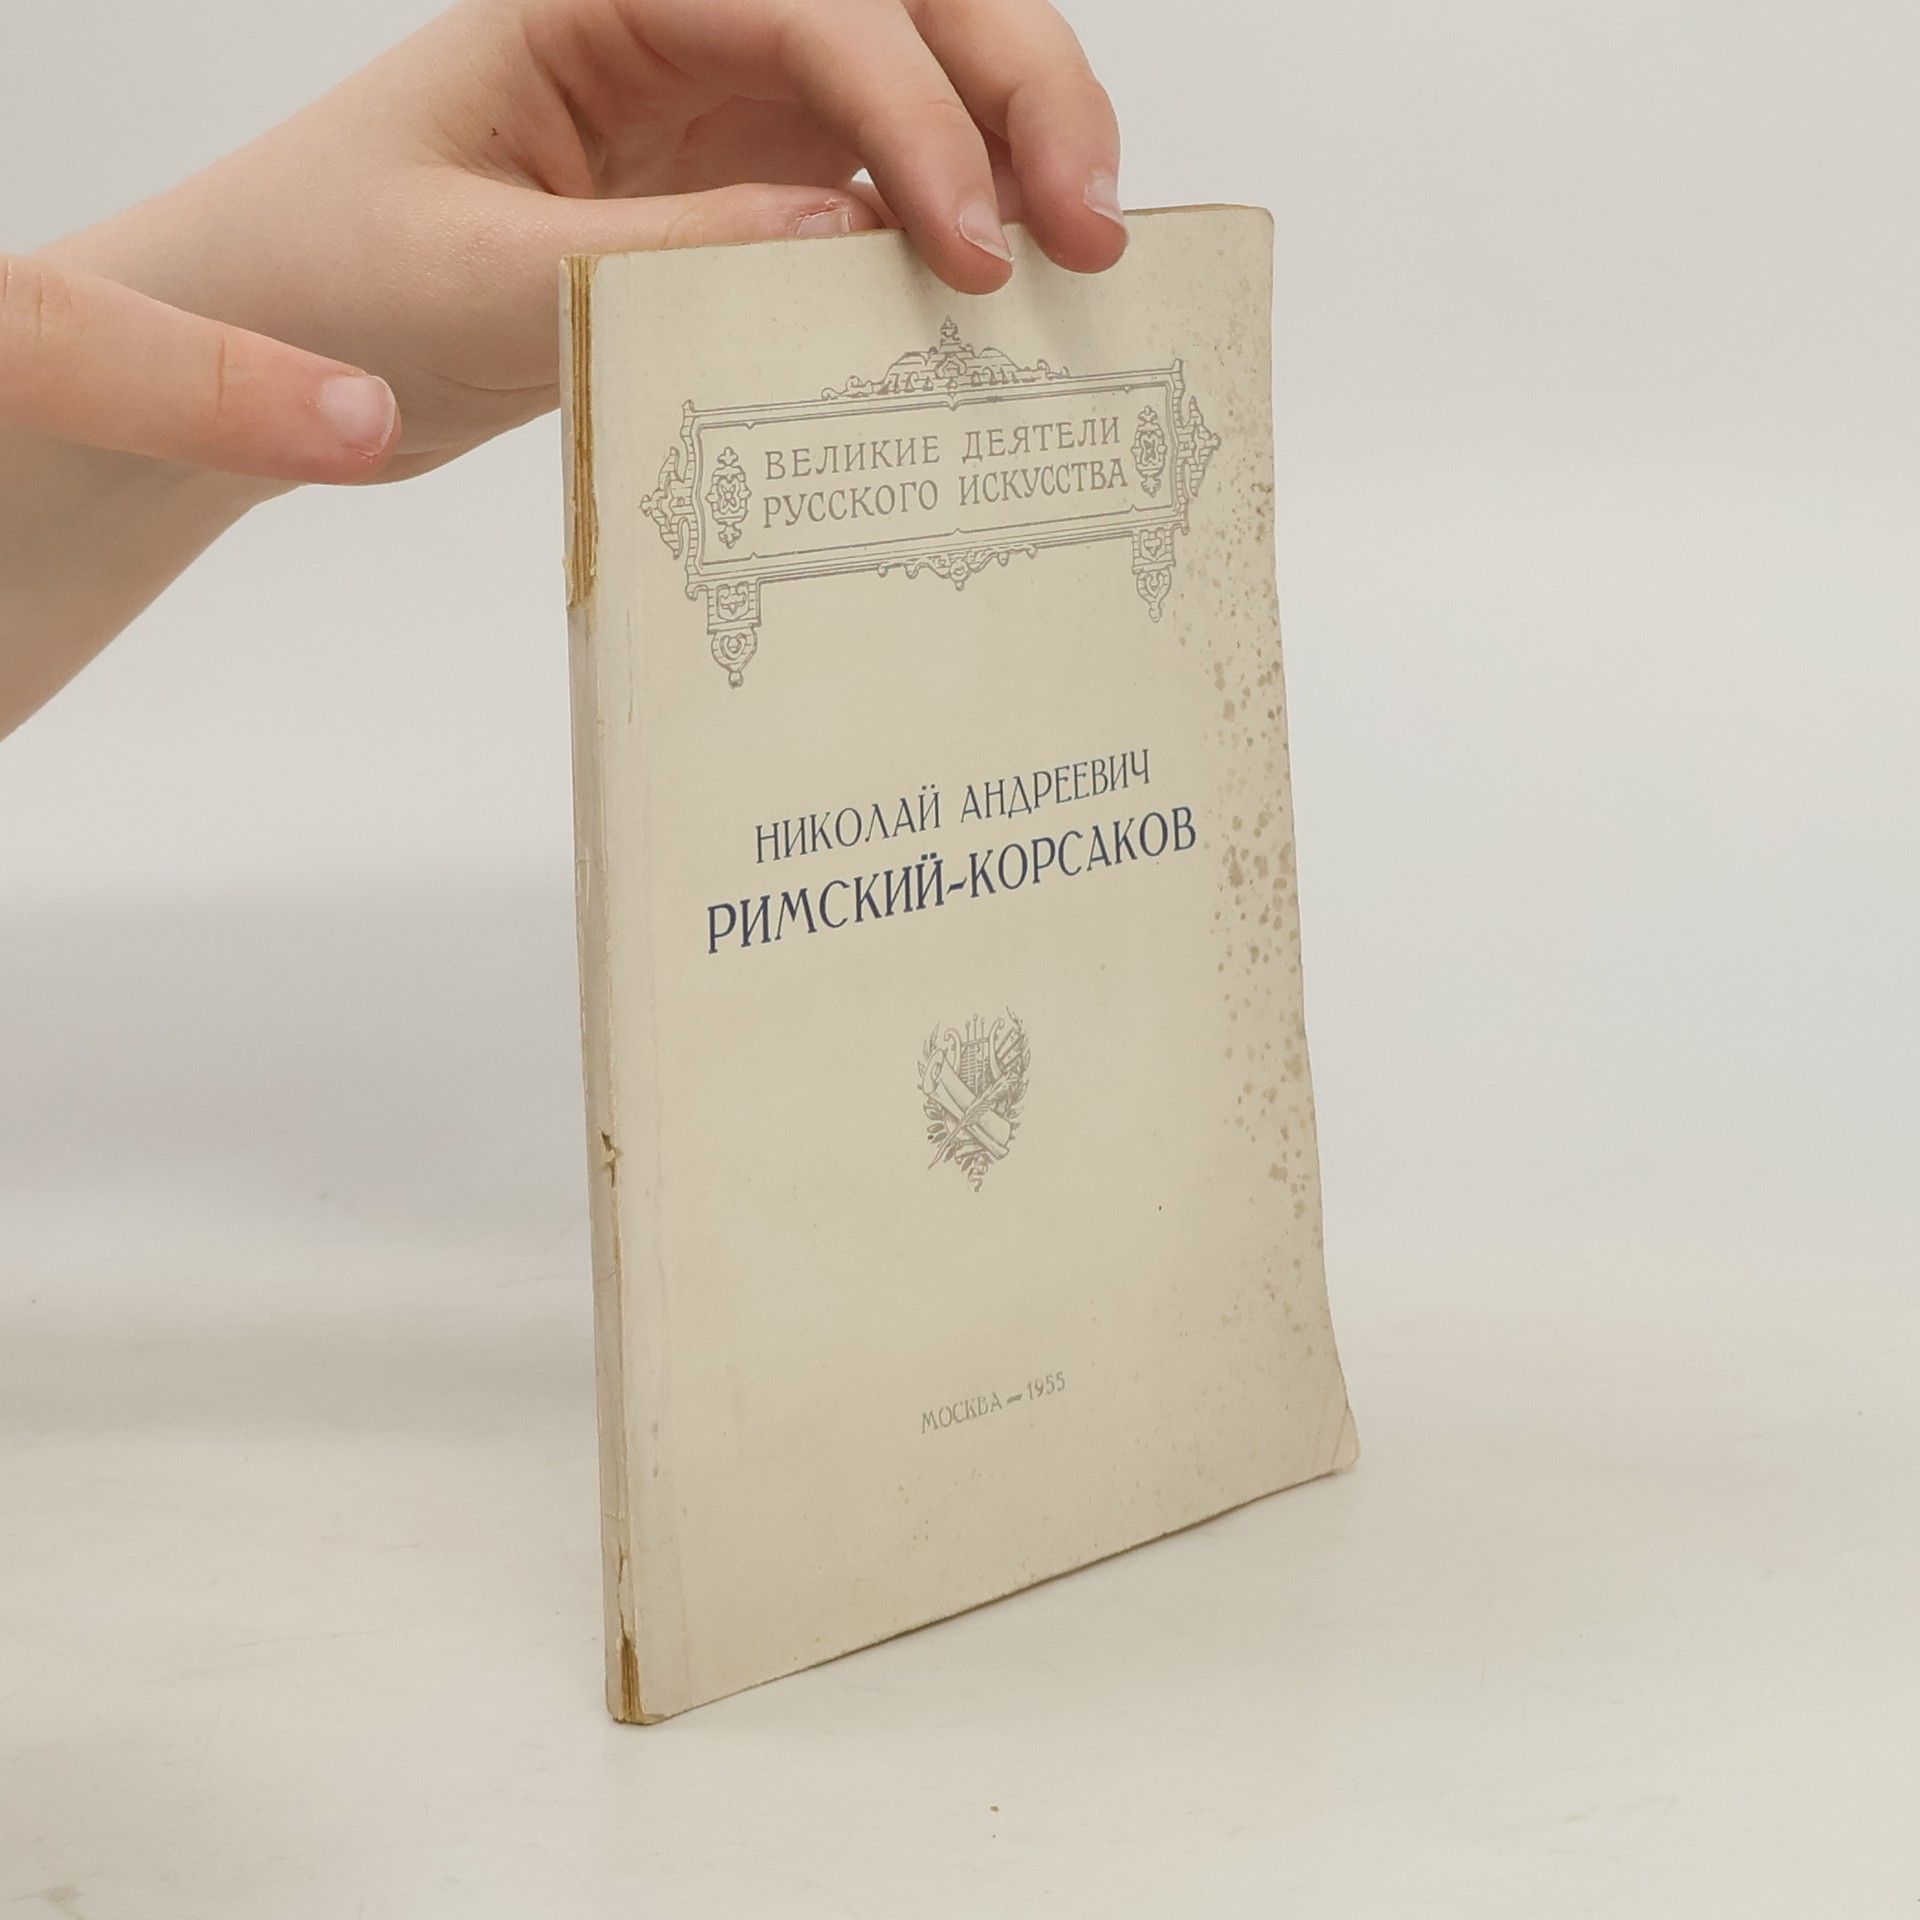 ВЕЛИКИЕ ДЕЯТЕЛИ
РУССКОГО ИСКУССТВА
НИКОЛАЙ АНДРЕЕВИЧ
РИМСКИЙ-КОРСАКОВ
МОСКВА — 1955